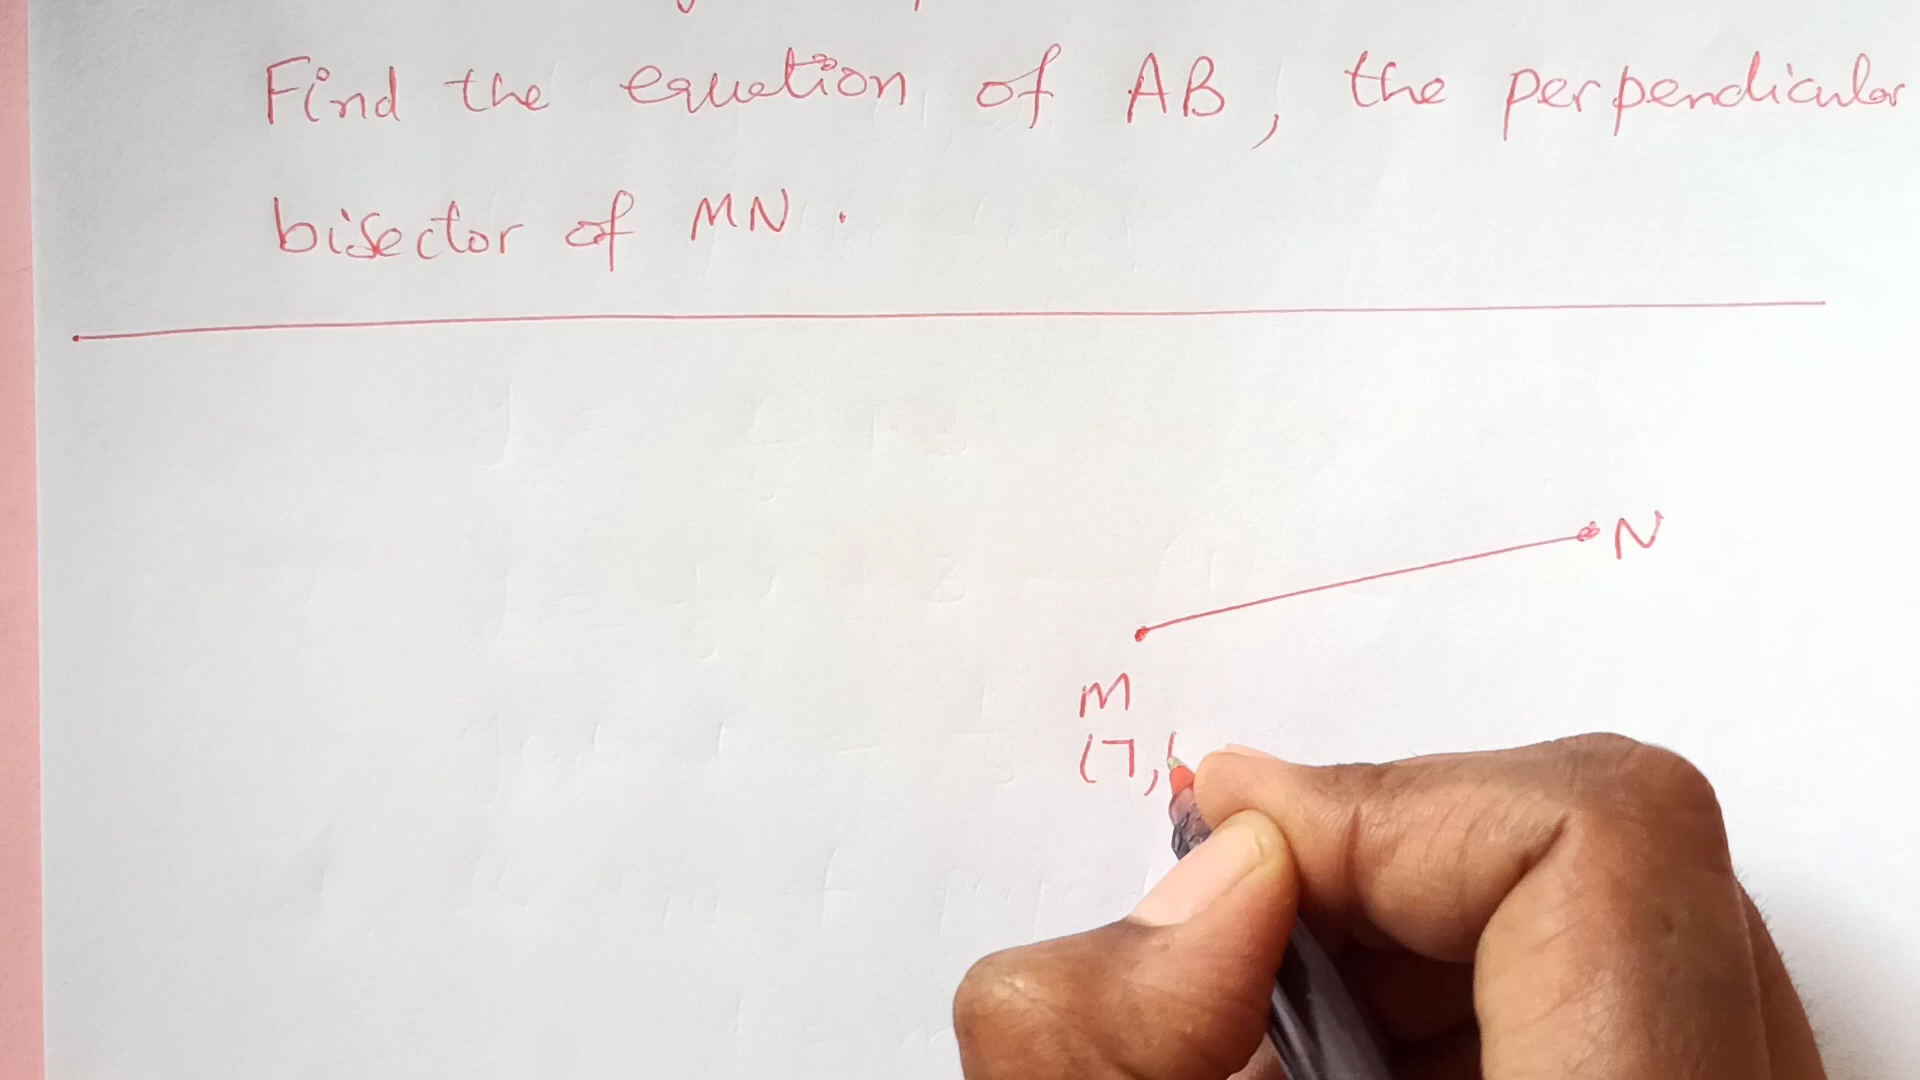 Find the equation of AB, the perpendicular
bisector of MN.
N
M
(7,